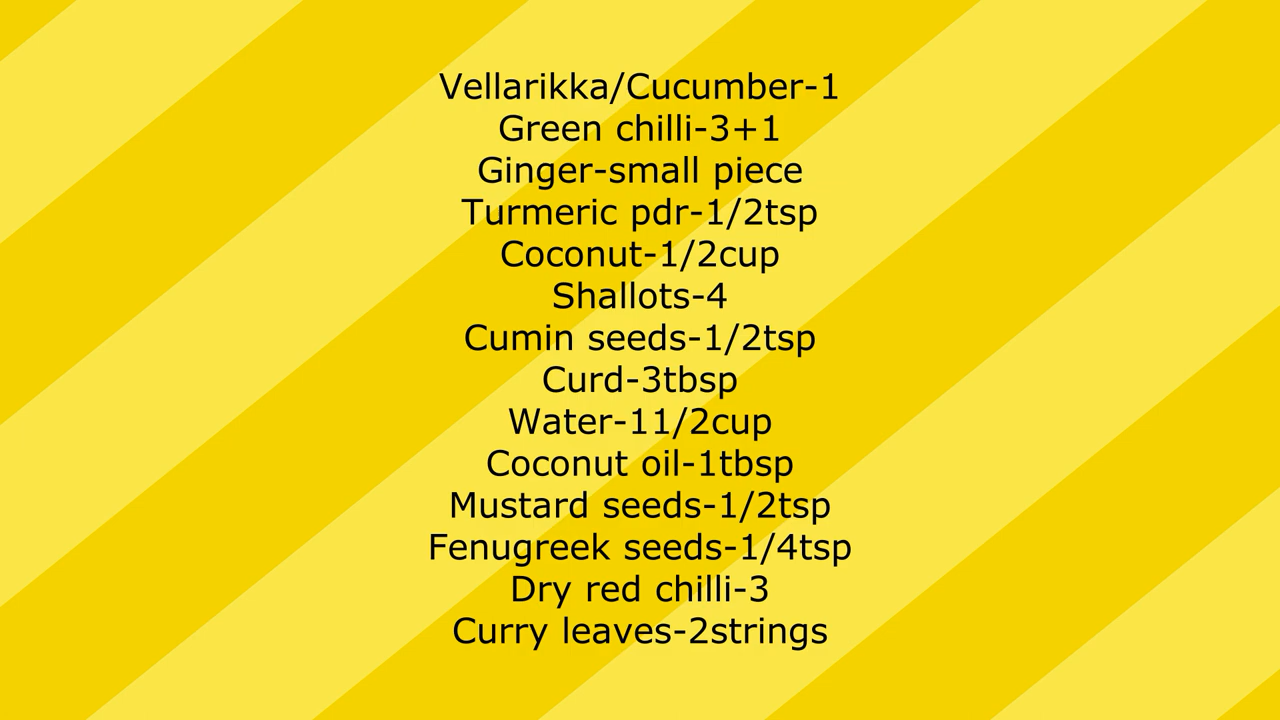 Vellarikka/Cucumber-1
Green chilli-3+1
Ginger-small piece
Turmeric pdr-1/2tsp
Coconut-1/2cup
Shallots-4
Cumin seeds-1/2tsp
Curd-3tbsp
Water-11/2cup
Coconut oil-1tbsp
Mustard seeds-1/2tsp
Fenugreek seeds-1/4tsp
Dry red chilli-3
Curry leaves-2strings